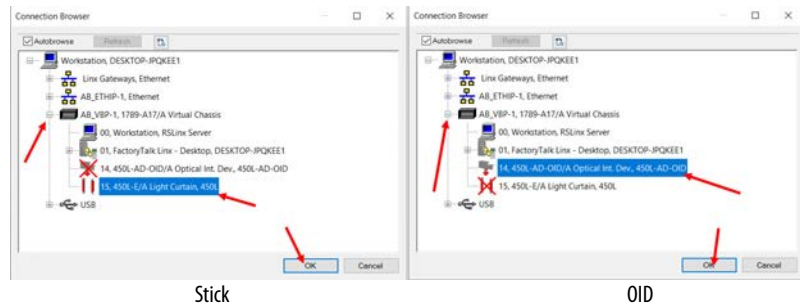 Connection Browser
Autobrowse Refresh
Workstation, DESKTOP-JPQKEE1
Linx Gateways, Ethernet
AB_ETHIP-1, Ethernet
AB_VBP-1, 1789-A17/A Virtual Chassis
00, Workstation, RSLinx Server
01, FactoryTalk Linx - Desktop, DESKTOP-JPQKEE1
14, 450L-AD-OID/A Optical Int. Dev., 450L-AD-OID
15, 450L-E/A Light Curtain, 450L
USB
OK Cancel
Stick
Connection Browser
Autobrowse Refresh
Workstation, DESKTOP-JPQKEE1
Linx Gateways, Ethernet
AB_ETHIP-1, Ethernet
AB_VBP-1, 1789-A17/A Virtual Chassis
00, Workstation, RSLinx Server
01, FactoryTalk Linx - Desktop, DESKTOP-JPQKEE1
14, 450L-AD-OID/A Optical Int. Dev., 450L-AD-OID
15, 450L-E/A Light Curtain, 450L
USB
OK Cancel
OID